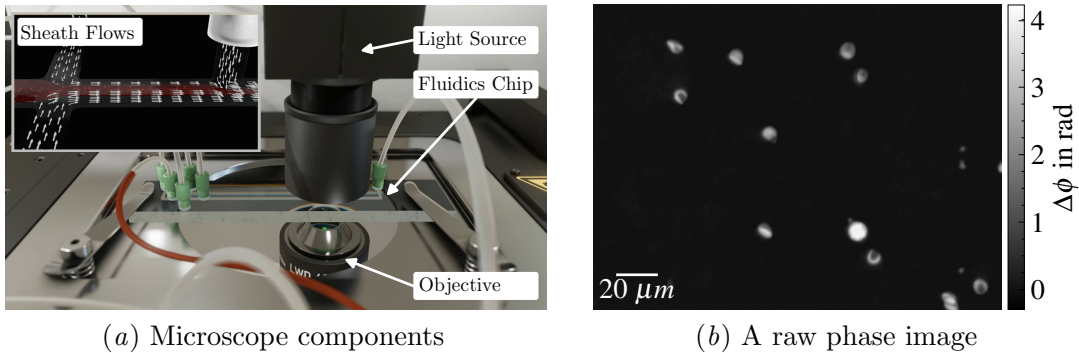 Sheath Flows
Light Source
Fluidics Chip
LWD
Objective
20 μm
4
3
2
1
0
Δϕ in rad
(a) Microscope components
(b) A raw phase image